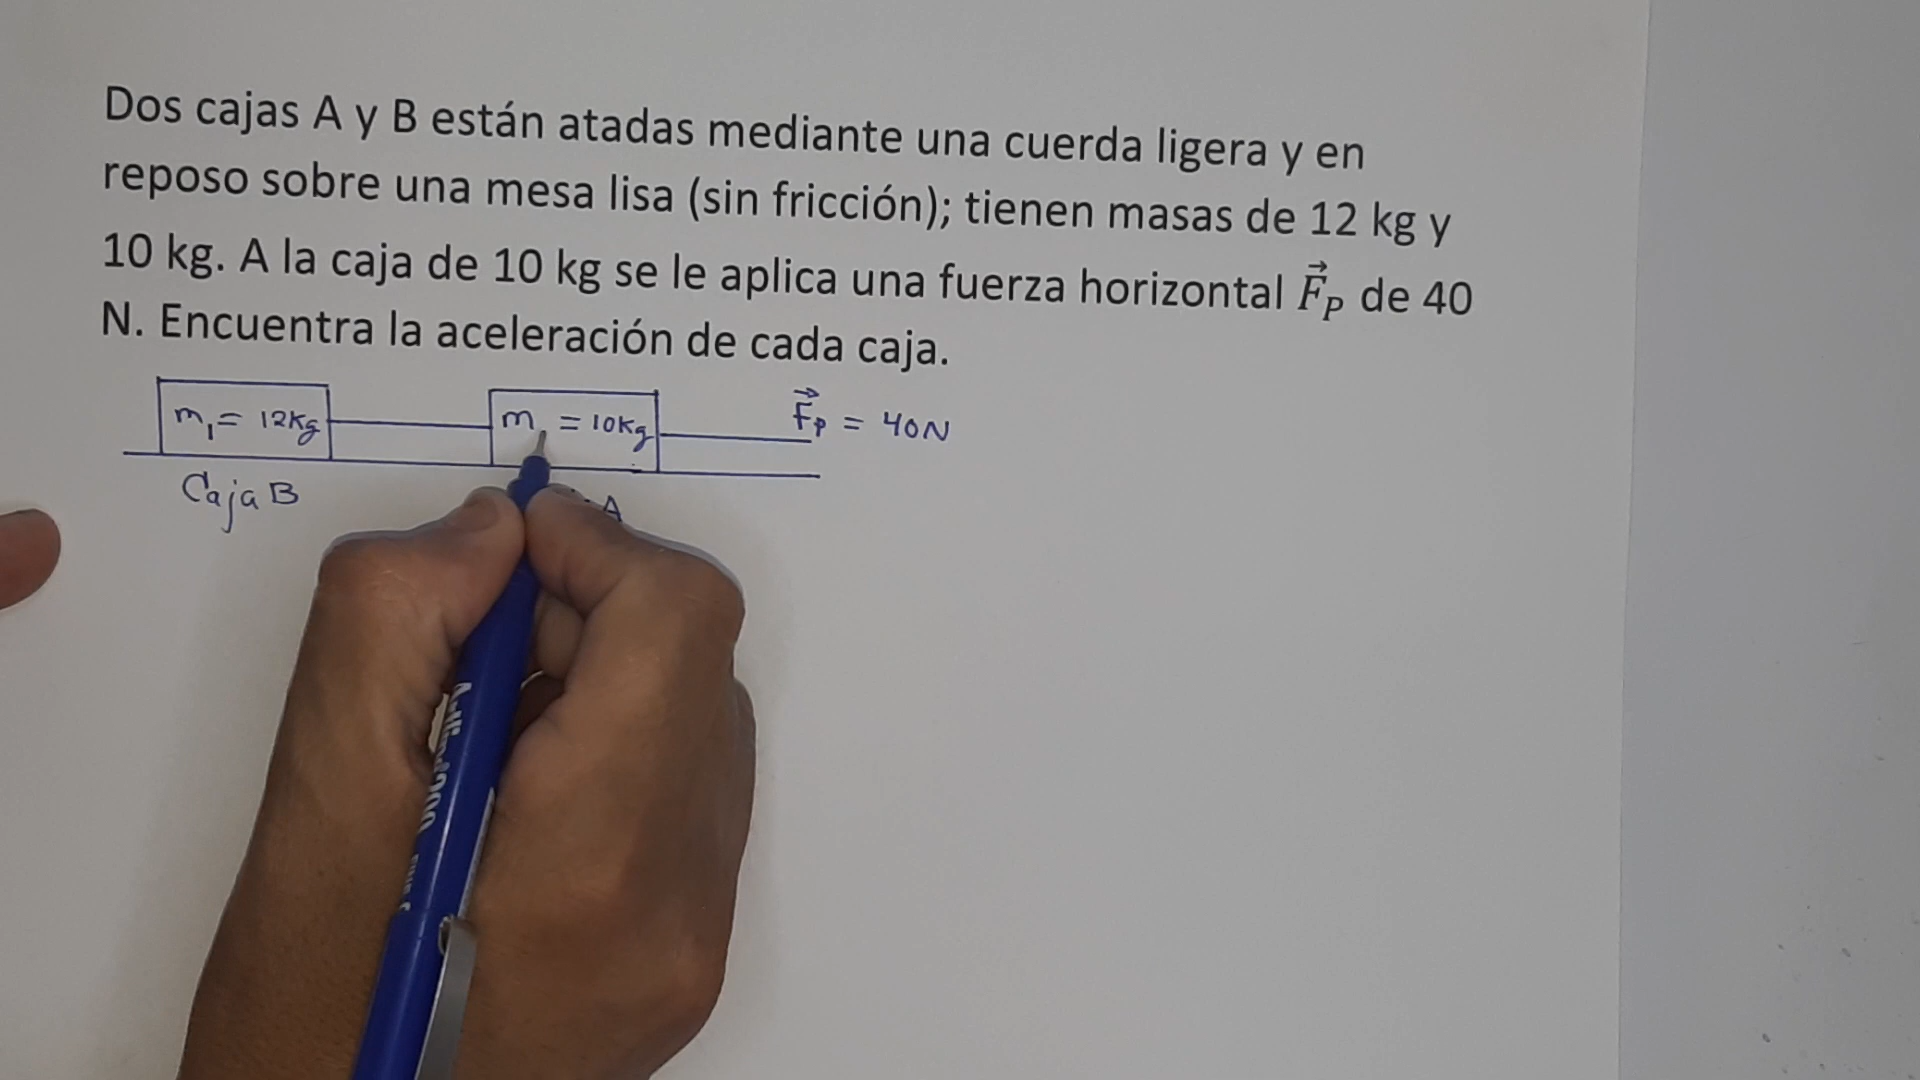 Dos cajas A y B están atadas mediante una cuerda ligera y en
reposo sobre una mesa lisa (sin fricción); tienen masas de 12 kg y
10 kg. A la caja de 10 kg se le aplica una fuerza horizontal F⃗_P de 40
N. Encuentra la aceleración de cada caja.
m₁ = 12kg
m = 10kg
F⃗_P = 40N
Caja B
A